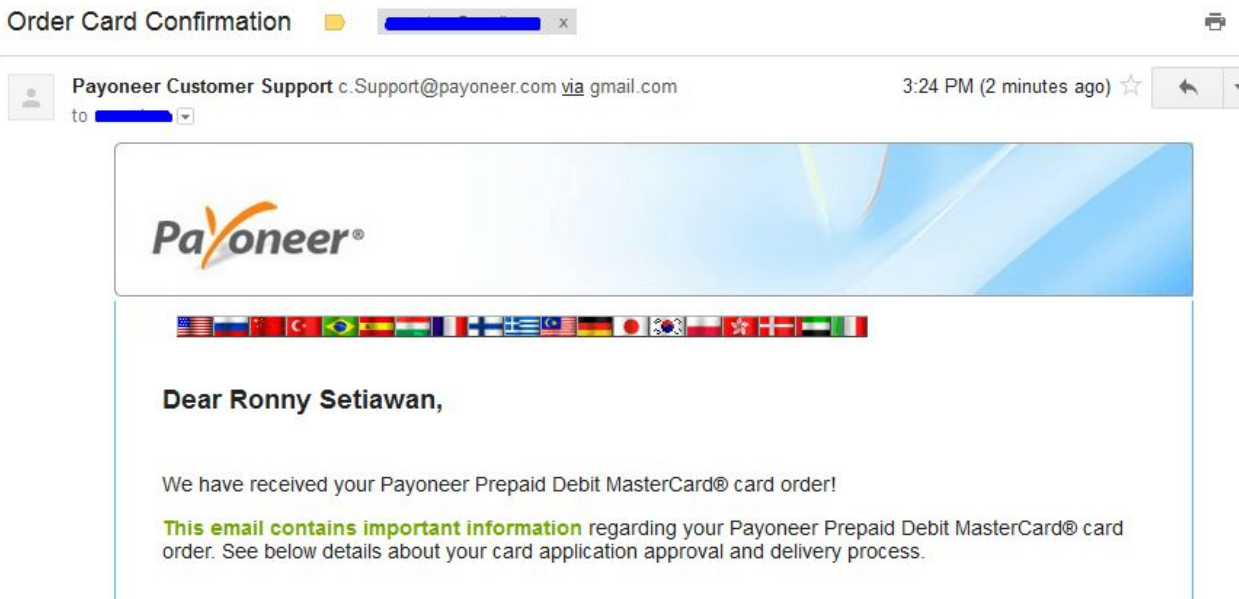 Order Card Confirmation x
Payoneer Customer Support c.Support@payoneer.com via gmail.com 3:24 PM (2 minutes ago)
to
Payoneer®
Dear Ronny Setiawan,
We have received your Payoneer Prepaid Debit MasterCard® card order!
This email contains important information regarding your Payoneer Prepaid Debit MasterCard® card
order. See below details about your card application approval and delivery process.